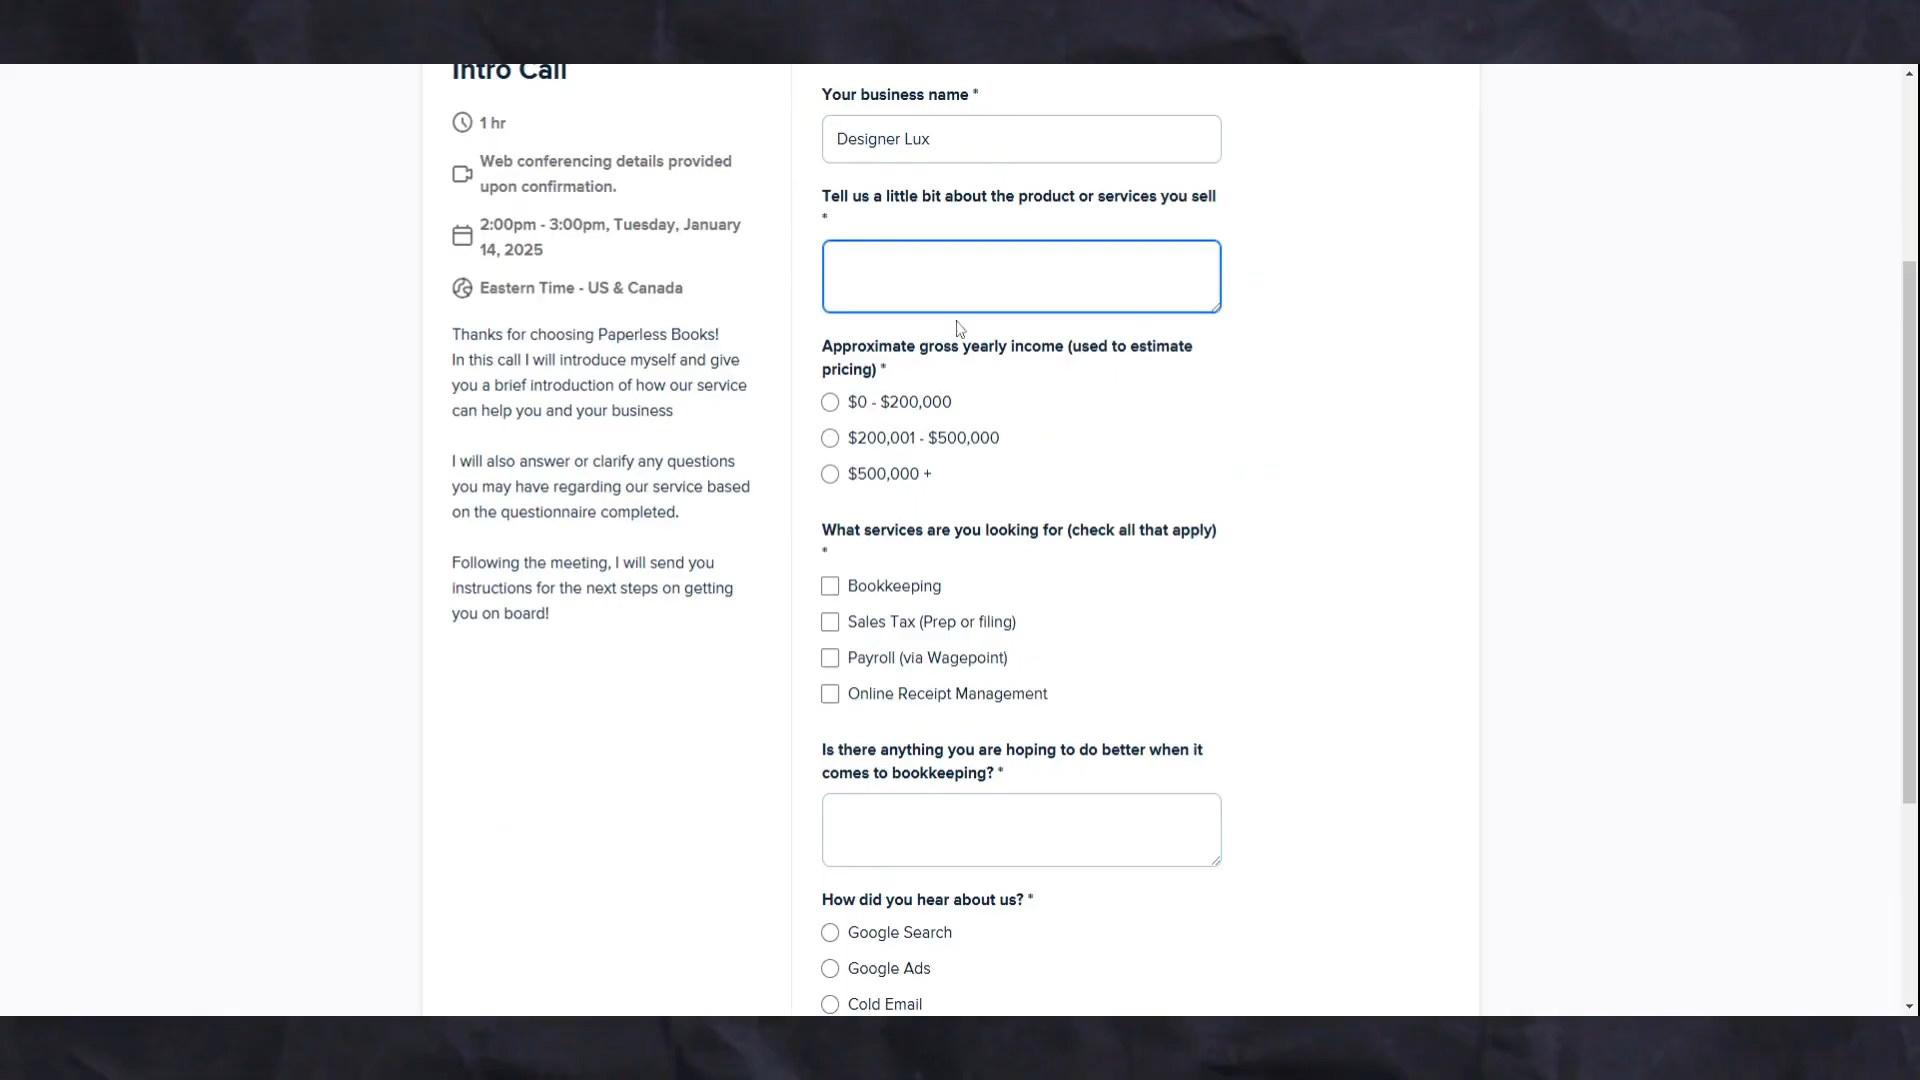 Intro Call
1 hr
Web conferencing details provided
upon confirmation.
2:00pm - 3:00pm, Tuesday, January
14, 2025
Eastern Time - US & Canada
Thanks for choosing Paperless Books!
In this call I will introduce myself and give
you a brief introduction of how our service
can help you and your business
I will also answer or clarify any questions
you may have regarding our service based
on the questionnaire completed.
Following the meeting, I will send you
instructions for the next steps on getting
you on board!
Your business name *
Designer Lux
Tell us a little bit about the product or services you sell
*
Approximate gross yearly income (used to estimate
pricing) *
$0 - $200,000
$200,001 - $500,000
$500,000 +
What services are you looking for (check all that apply)
*
Bookkeeping
Sales Tax (Prep or filing)
Payroll (via Wagepoint)
Online Receipt Management
Is there anything you are hoping to do better when it
comes to bookkeeping? *
How did you hear about us? *
Google Search
Google Ads
Cold Email